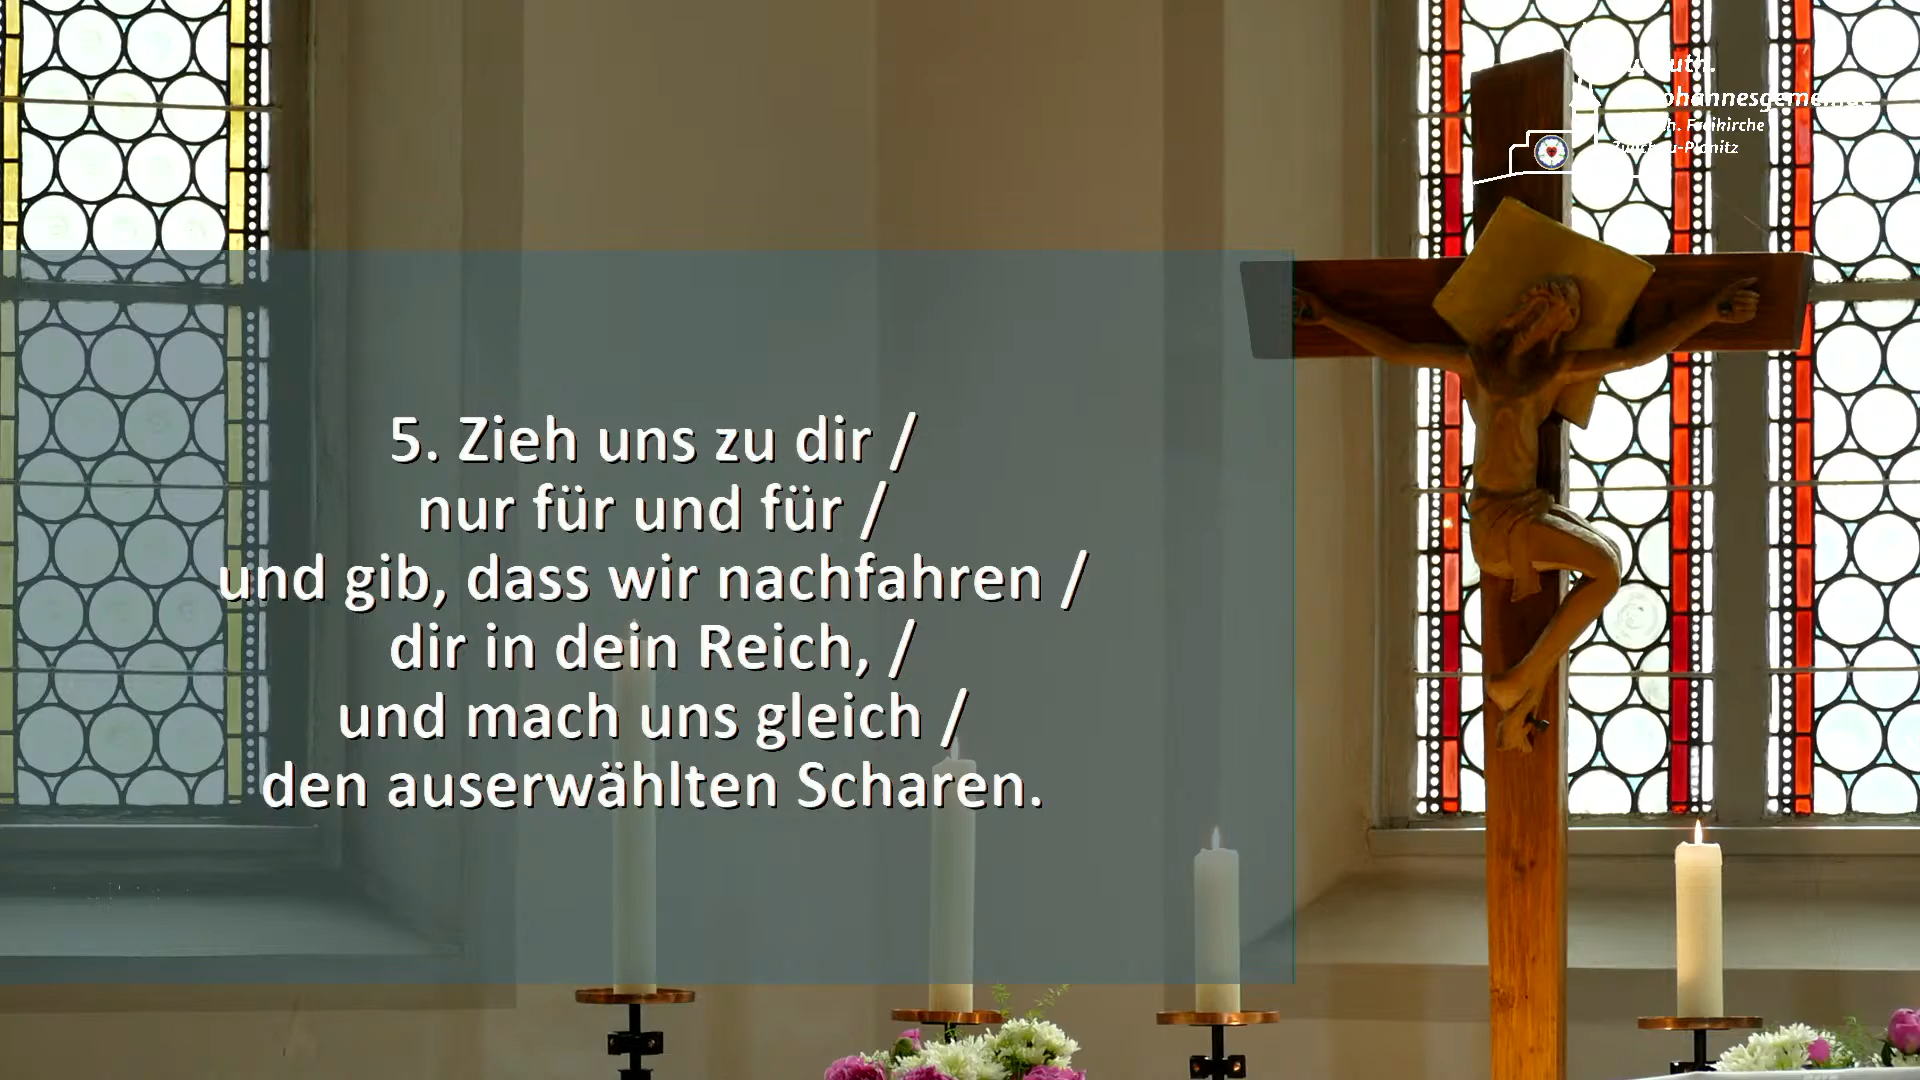 5. Zieh uns zu dir /
nur für und für /
und gib, dass wir nachfahren /
dir in dein Reich, /
und mach uns gleich /
den auserwählten Scharen.
Freikirche